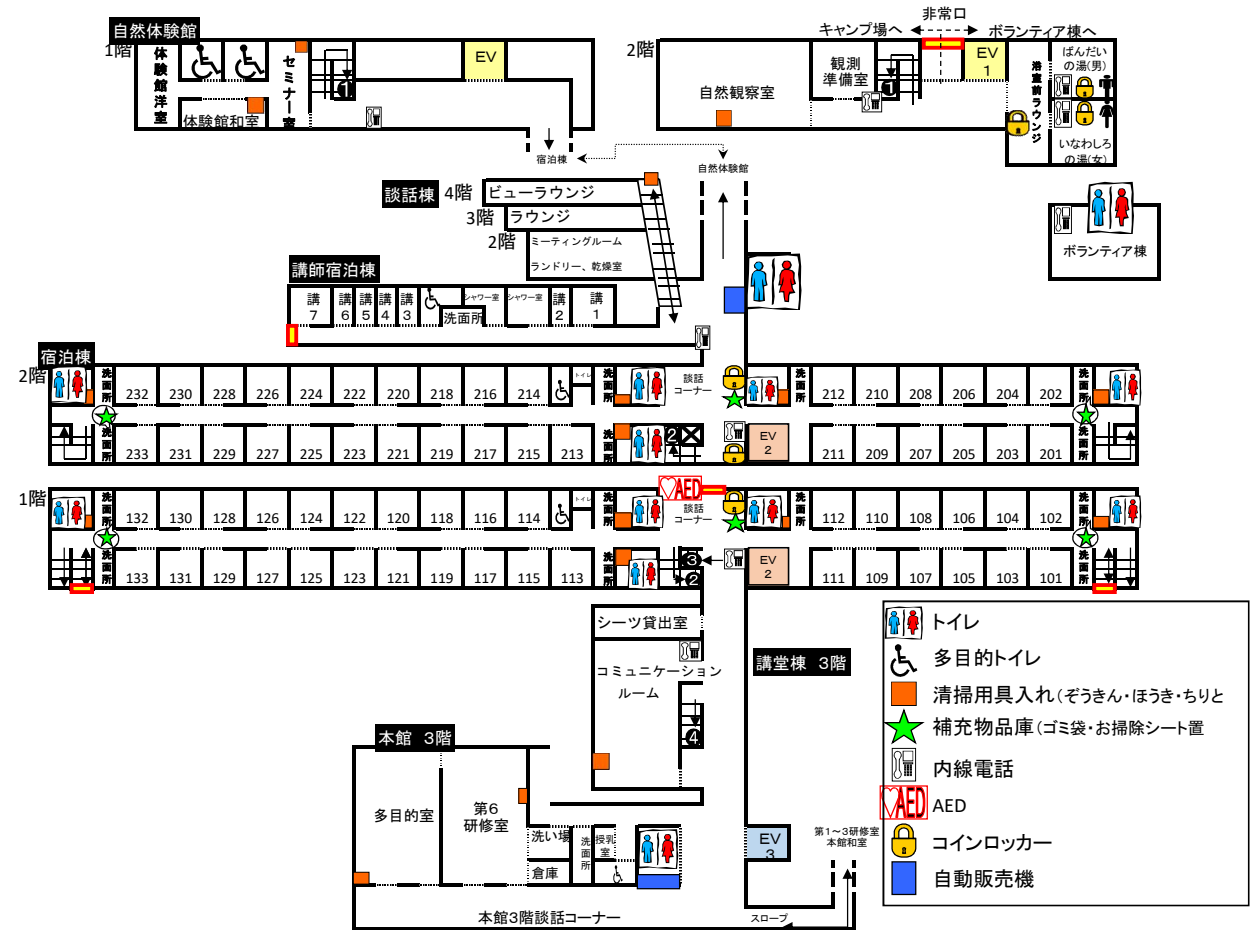 自然体験館
1階
体験館洋室
体験館和室
セミナー室
❶
EV
宿泊棟
2階
自然観察室
観測
準備室
❶
キャンプ場へ
非常口
ボランティア棟へ
EV
1
浴室前ラウンジ
ばんだい
の湯(男)
いなわしろ
の湯(女)
自然体験館
ボランティア棟
談話棟
4階
ビューラウンジ
3階
ラウンジ
2階
ミーティングルーム
ランドリー、乾燥室
講師宿泊棟
講
7
講
6
講
5
講
4
講
3
シャワー室
シャワー室
洗面所
講
2
講
1
宿泊棟
2階
洗面所
232
230
228
226
224
222
220
218
216
214
トイレ
洗面所
談話
コーナー
洗面所
212
210
208
206
204
202
洗面所
洗面所
233
231
229
227
225
223
221
219
217
215
213
洗面所
❷
EV
2
211
209
207
205
203
201
洗面所
1階
洗面所
132
130
128
126
124
122
120
118
116
114
トイレ
洗面所
AED
談話
コーナー
洗面所
112
110
108
106
104
102
洗面所
洗面所
133
131
129
127
125
123
121
119
117
115
113
洗面所
❸
❷
EV
2
111
109
107
105
103
101
洗面所
シーツ貸出室
コミュニケーション
ルーム
❹
講堂棟 3階
本館 3階
多目的室
第6
研修室
洗い場
倉庫
洗面所
授乳
室
EV
3
第1～3研修室
本館和室
本館3階談話コーナー
スロープ
トイレ
多目的トイレ
清掃用具入れ(ぞうきん・ほうき・ちりと
補充物品庫(ゴミ袋・お掃除シート置
内線電話
AED
AED
コインロッカー
自動販売機